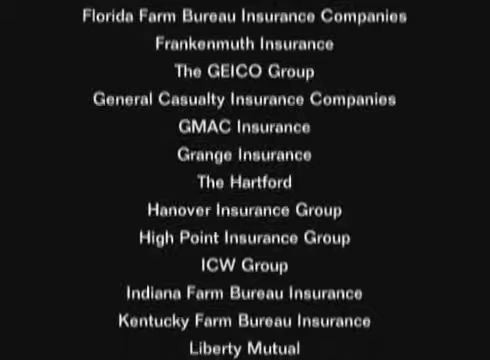 Florida Farm Bureau Insurance Companies
Frankenmuth Insurance
The GEICO Group
General Casualty Insurance Companies
GMAC Insurance
Grange Insurance
The Hartford
Hanover Insurance Group
High Point Insurance Group
ICW Group
Indiana Farm Bureau Insurance
Kentucky Farm Bureau Insurance
Liberty Mutual